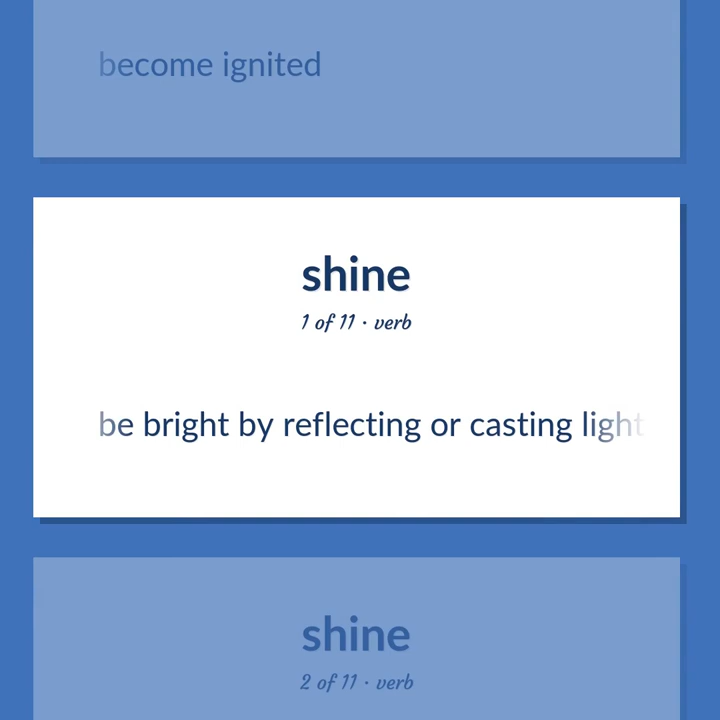 become ignited
shine
1 of 11 · verb
be bright by reflecting or casting light
shine
2 of 11 · verb